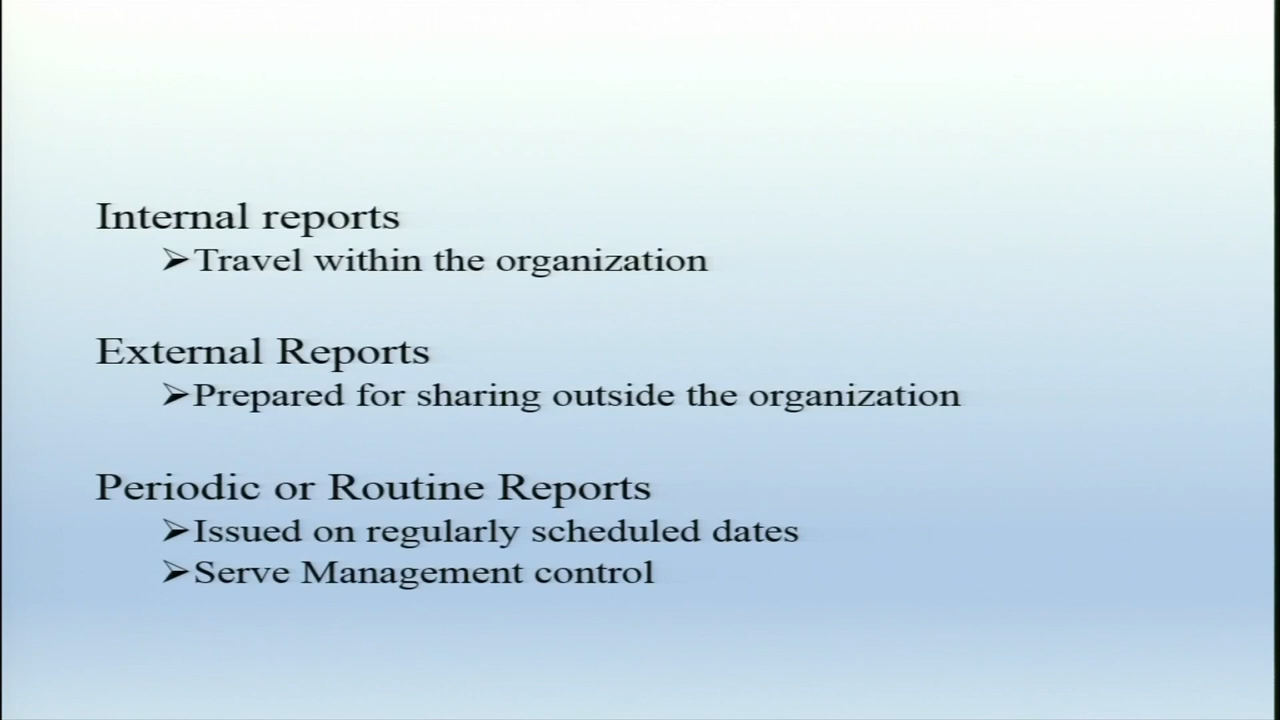 Internal reports
➢Travel within the organization
External Reports
➢Prepared for sharing outside the organization
Periodic or Routine Reports
➢Issued on regularly scheduled dates
➢Serve Management control